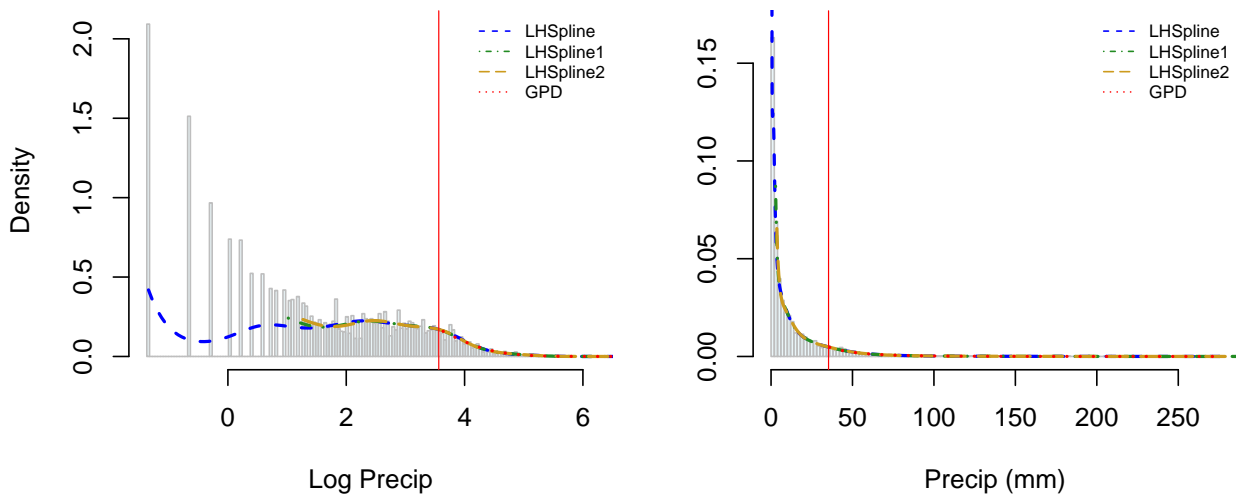 LHSpline
LHSpline1
LHSpline2
GPD
Density
2.0
1.5
1.0
0.5
0.0
0 2 4 6
Log Precip
LHSpline
LHSpline1
LHSpline2
GPD
0.15
0.10
0.05
0.00
0 50 100 150 200 250
Precip (mm)